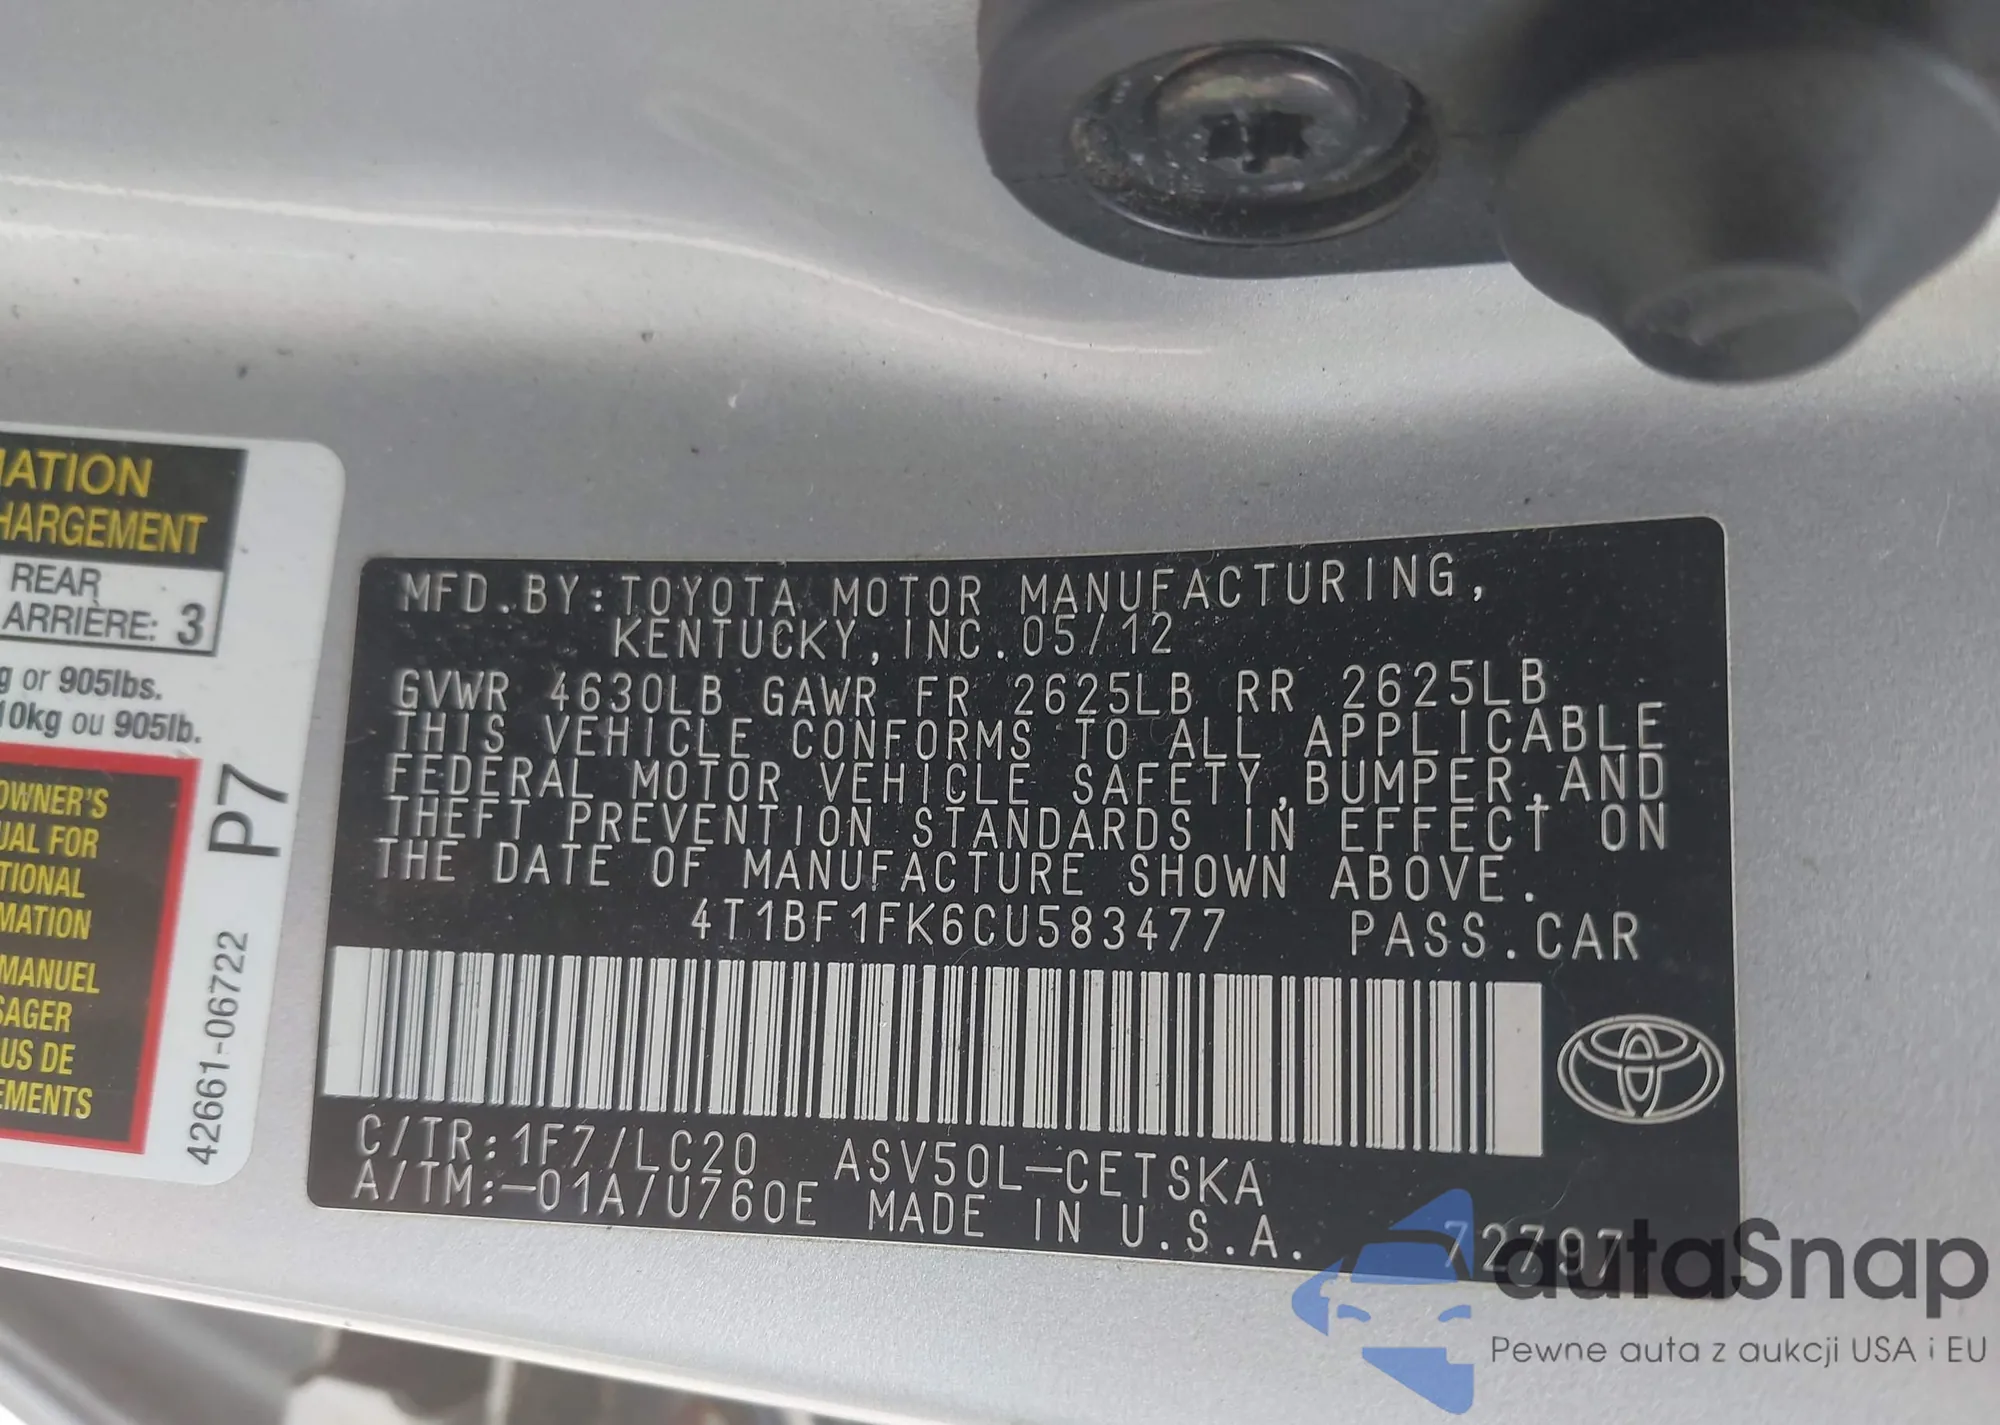 MATION
HARGEMENT
REAR
ARRIÈRE: 3
g or 905lbs.
10kg ou 905lb.
OWNER'S
UAL FOR
TIONAL
MATION
MANUEL
SAGER
US DE
EMENTS
P7
42661-06722
MFD.BY:TOYOTA MOTOR MANUFACTURING,
KENTUCKY,INC.05/12
GVWR 4630LB GAWR FR 2625LB RR 2625LB
THIS VEHICLE CONFORMS TO ALL APPLICABLE
FEDERAL MOTOR VEHICLE SAFETY,BUMPER,AND
THEFT PREVENTION STANDARDS IN EFFECT ON
THE DATE OF MANUFACTURE SHOWN ABOVE.
4T1BF1FK6CU583477 PASS.CAR
C/TR:1F7/LC20 ASV50L-CETSKA
A/TM:-01A/U760E MADE IN U.S.A. 72797
autaSnap
Pewne auta z aukcji USA i EU